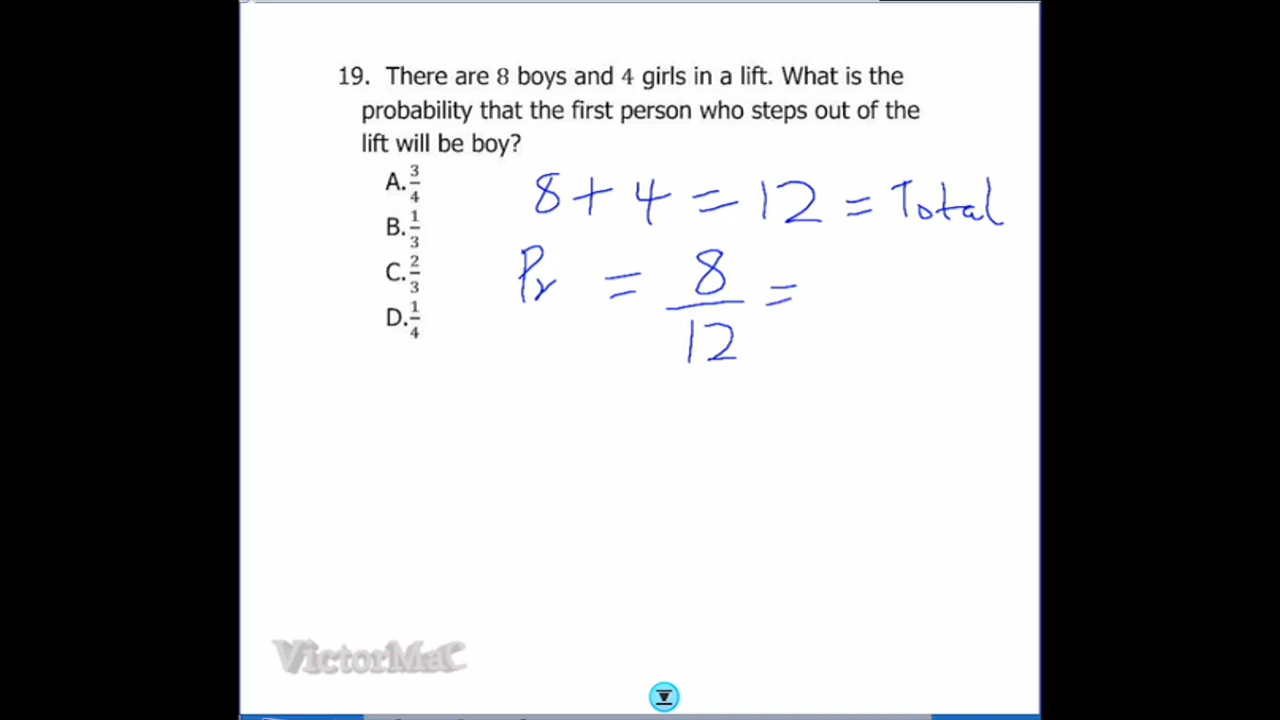 19. There are 8 boys and 4 girls in a lift. What is the
probability that the first person who steps out of the
lift will be boy?
A. 3/4
B. 1/3
C. 2/3
D. 1/4
8 + 4 = 12 = Total
Pr = 8/12 =
VictorMac